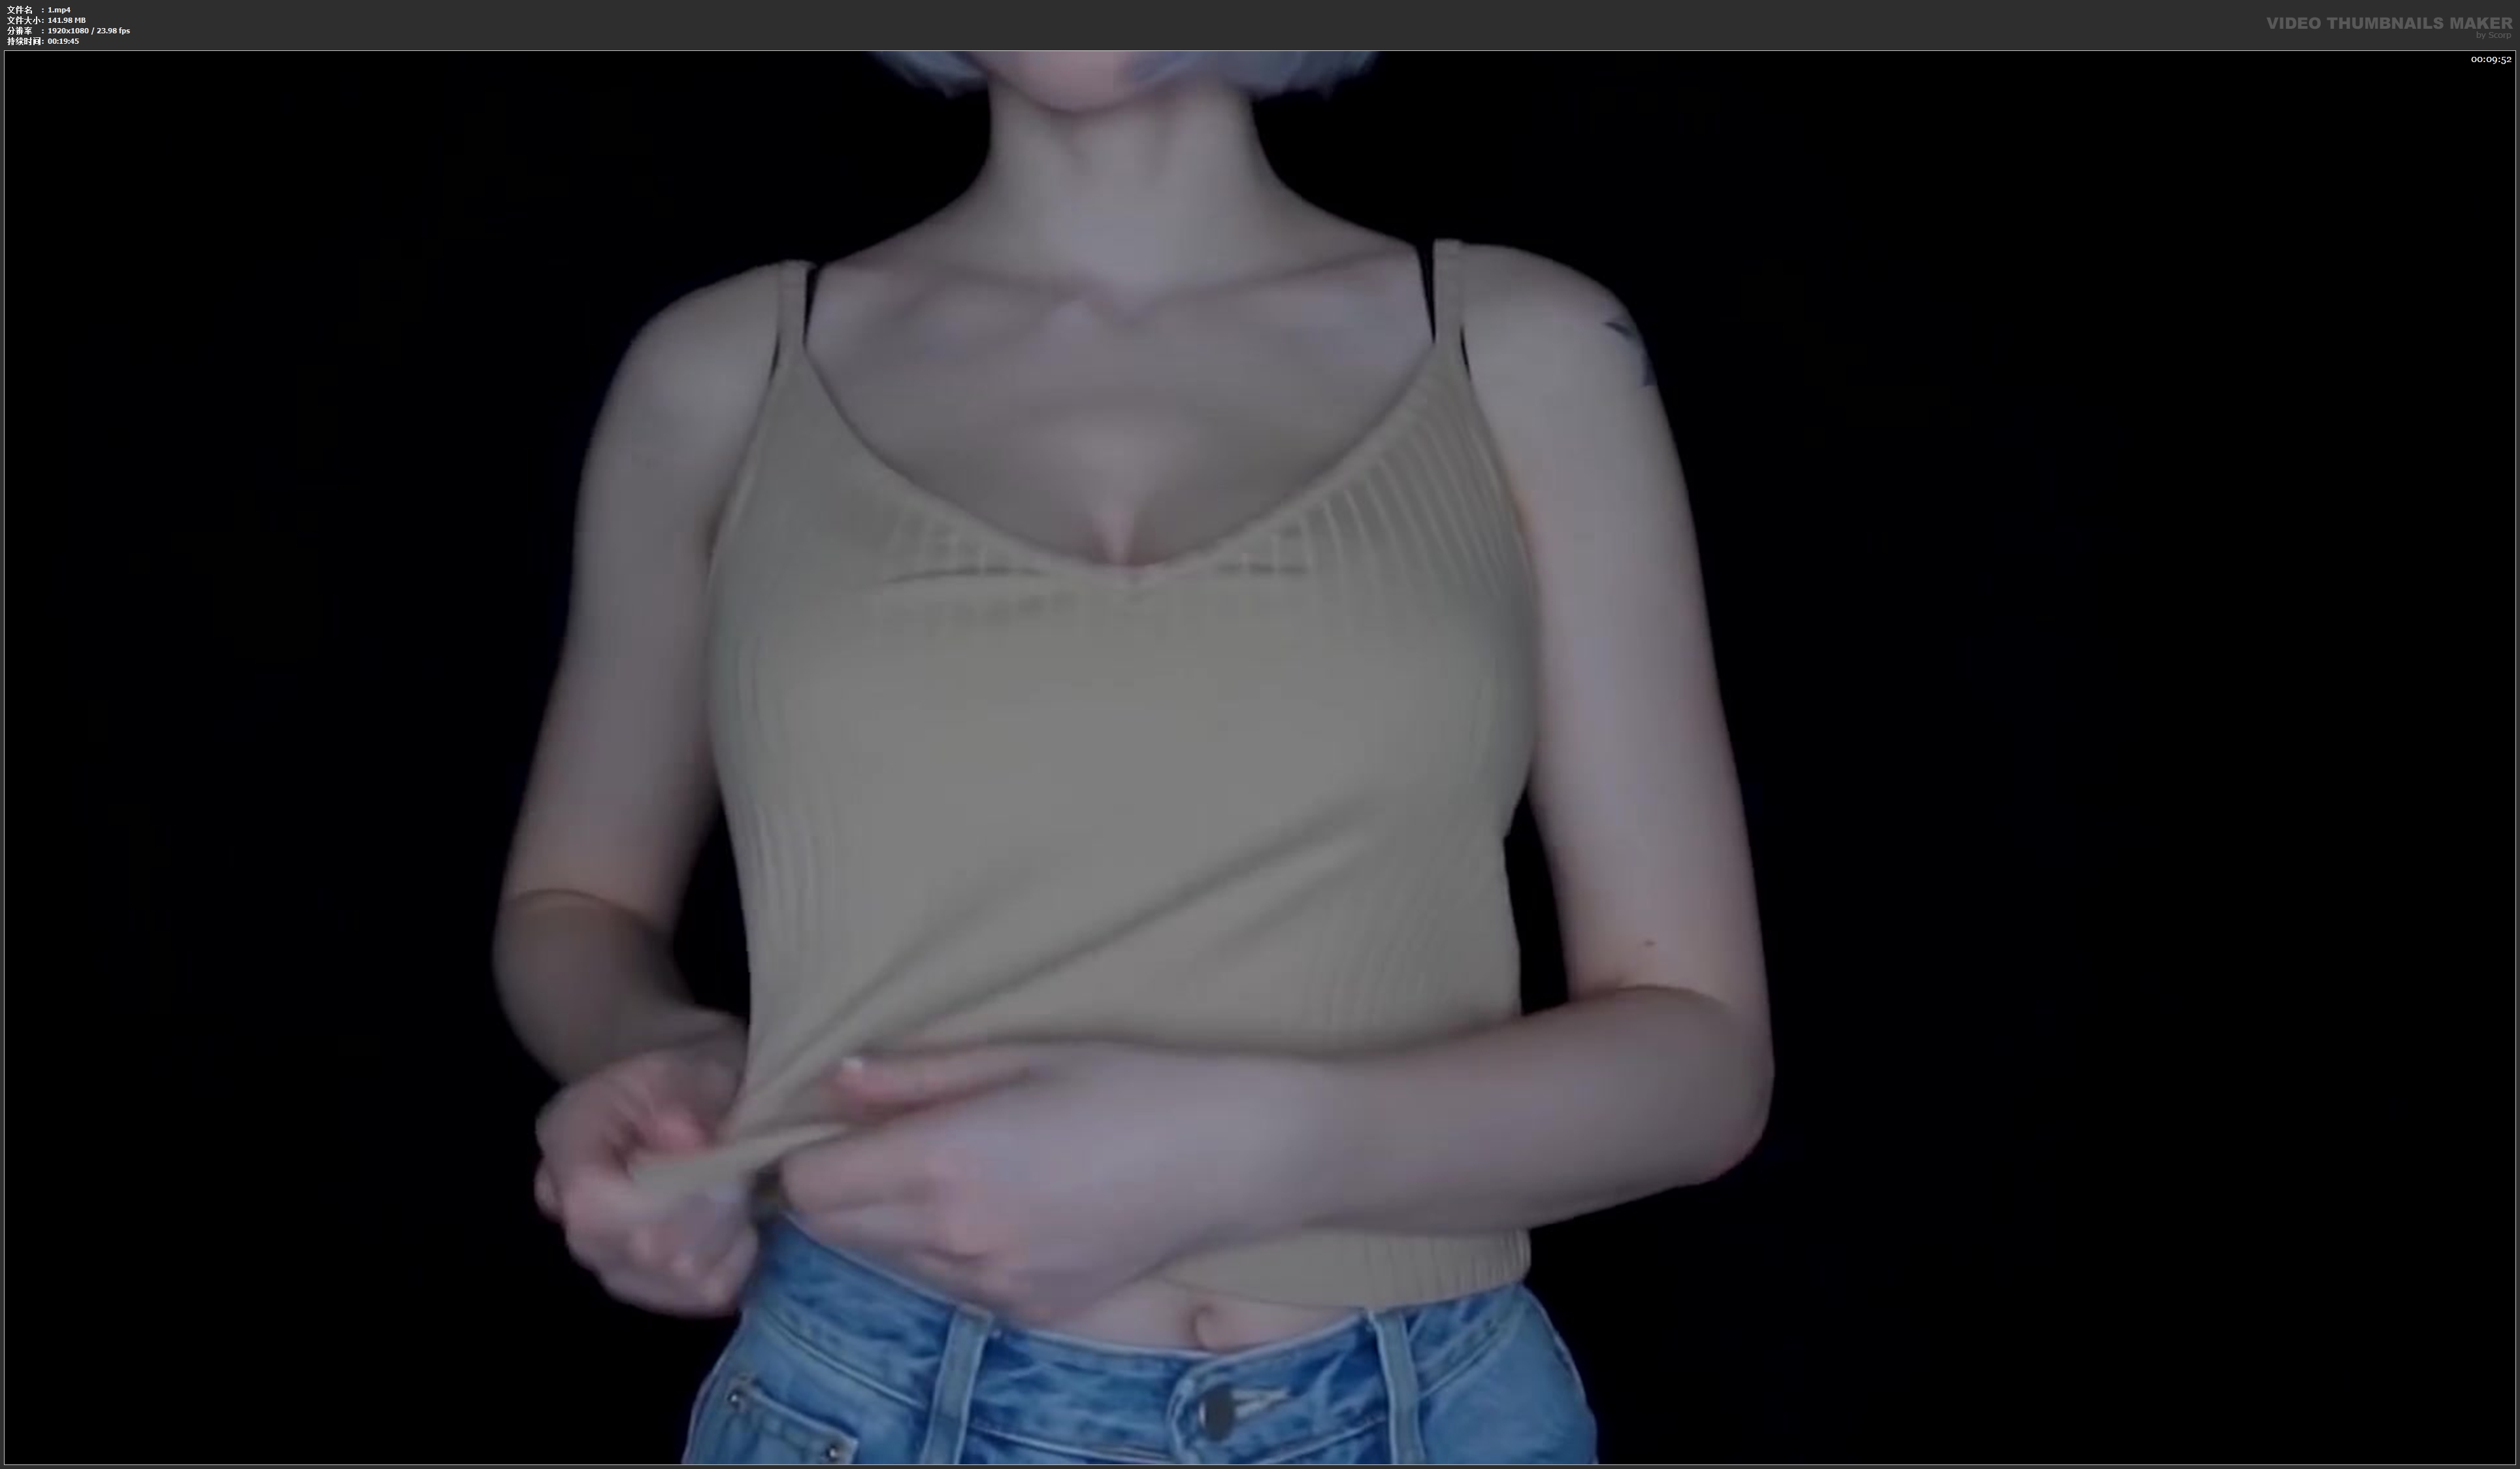 文件名 : 1.mp4
文件大小: 141.98 MB
分辨率 : 1920x1080 / 23.98 fps
持续时间: 00:19:45
VIDEO THUMBNAILS MAKER
by Scorp
00:09:52